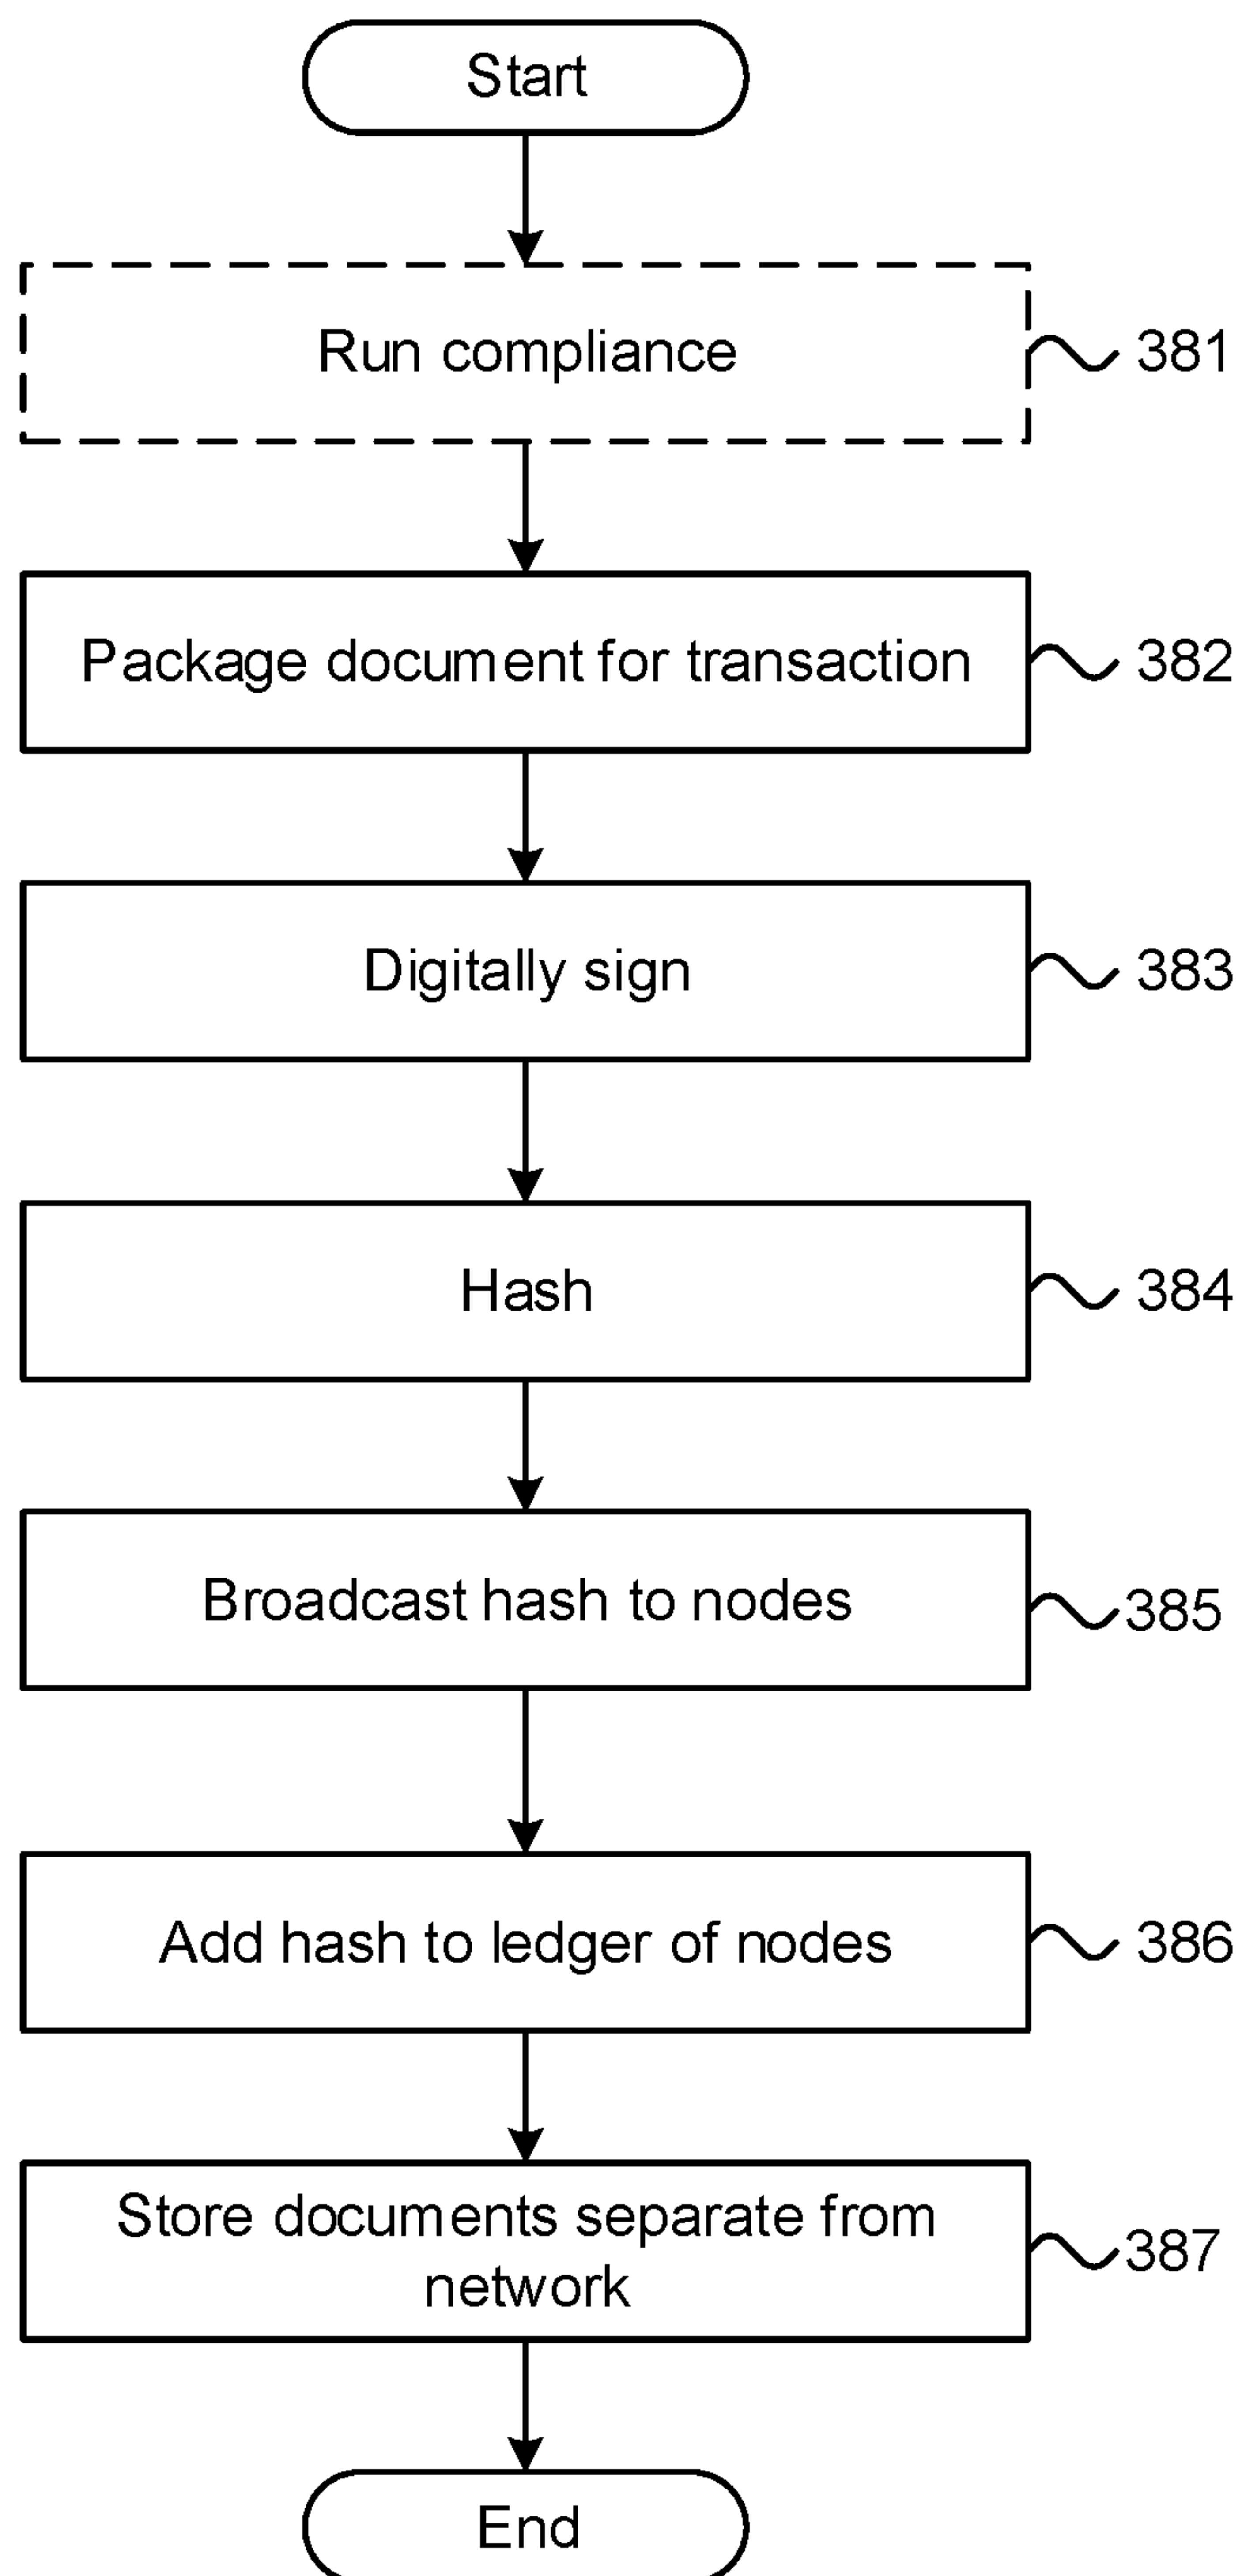 Start
Run compliance
381
Package document for transaction
382
Digitally sign
383
Hash
384
Broadcast hash to nodes
385
Add hash to ledger of nodes
386
Store documents separate from
network
387
End